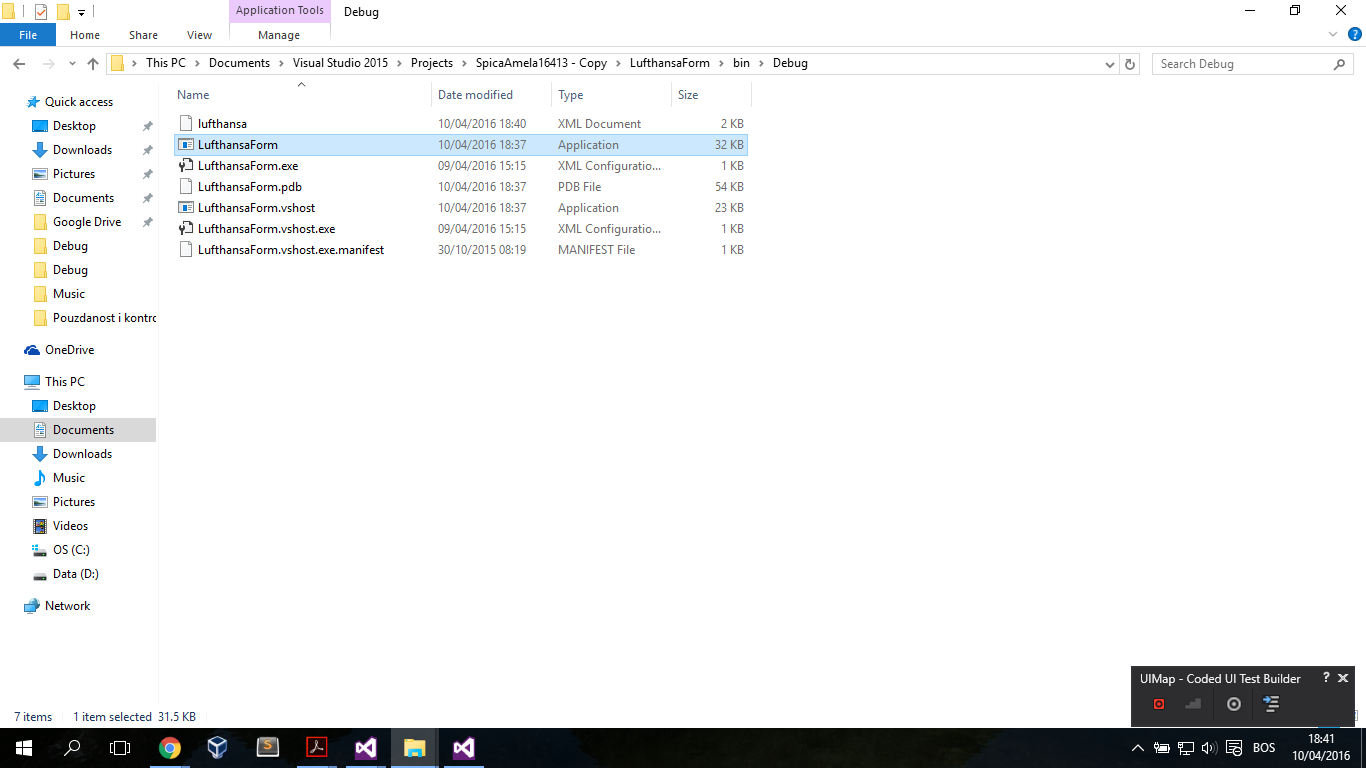 Application Tools Debug
File Home Share View Manage
This PC Documents Visual Studio 2015 Projects SpicaAmela16413 - Copy LufthansaForm bin Debug Search Debug
Name Date modified Type Size
Quick access
Desktop
Downloads
Pictures
Documents
Google Drive
Debug
Debug
Music
Pouzdanost i kontro
OneDrive
This PC
Desktop
Documents
Downloads
Music
Pictures
Videos
OS (C:)
Data (D:)
Network
lufthansa 10/04/2016 18:40 XML Document 2 KB
LufthansaForm 10/04/2016 18:37 Application 32 KB
LufthansaForm.exe 09/04/2016 15:15 XML Configuratio... 1 KB
LufthansaForm.pdb 10/04/2016 18:37 PDB File 54 KB
LufthansaForm.vshost 10/04/2016 18:37 Application 23 KB
LufthansaForm.vshost.exe 09/04/2016 15:15 XML Configuratio... 1 KB
LufthansaForm.vshost.exe.manifest 30/10/2015 08:19 MANIFEST File 1 KB
UIMap - Coded UI Test Builder ?
7 items 1 item selected 31.5 KB
BOS
18:41
10/04/2016